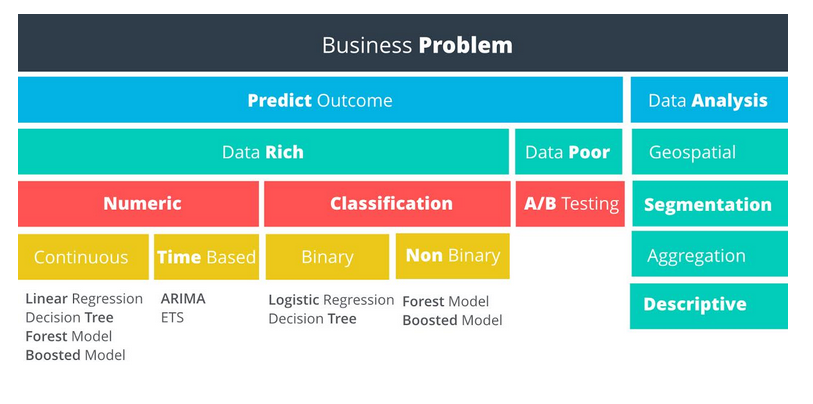 Business Problem
Predict Outcome
Data Analysis
Data Rich
Data Poor
Geospatial
Numeric
Classification
A/B Testing
Segmentation
Continuous
Time Based
Binary
Non Binary
Aggregation
Linear Regression
Decision Tree
Forest Model
Boosted Model
ARIMA
ETS
Logistic Regression
Decision Tree
Forest Model
Boosted Model
Descriptive